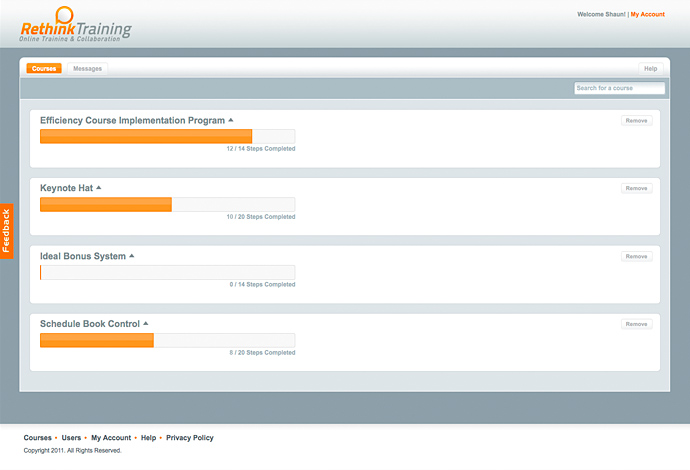 RethinkTraining
Online Training & Collaboration
Welcome Shaun! | My Account
Courses Messages Help
Search for a course
Efficiency Course Implementation Program Remove
12 / 14 Steps Completed
Keynote Hat Remove
10 / 20 Steps Completed
Feedback
Ideal Bonus System Remove
0 / 14 Steps Completed
Schedule Book Control Remove
8 / 20 Steps Completed
Courses • Users • My Account • Help • Privacy Policy
Copyright 2011. All Rights Reserved.